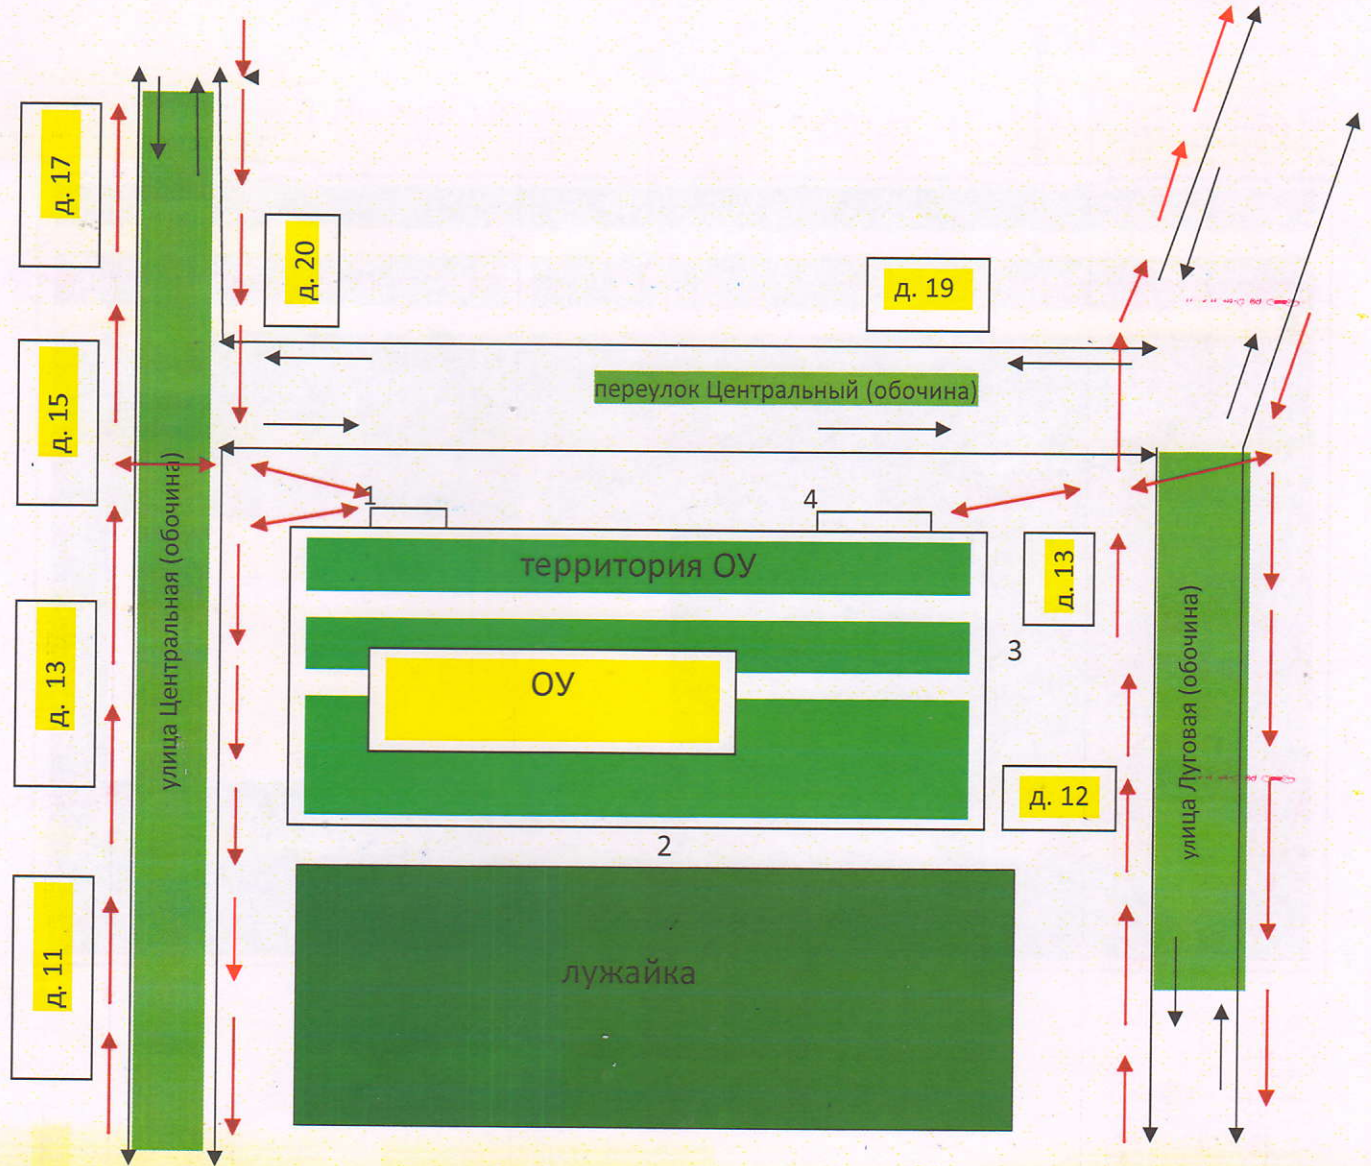 д. 17
д. 20
д. 19
переулок Центральный (обочина)
д. 15
улица Центральная (обочина)
1
4
территория ОУ
д. 13
3
д. 13
ОУ
улица Луговая (обочина)
д. 12
2
д. 11
лужайка